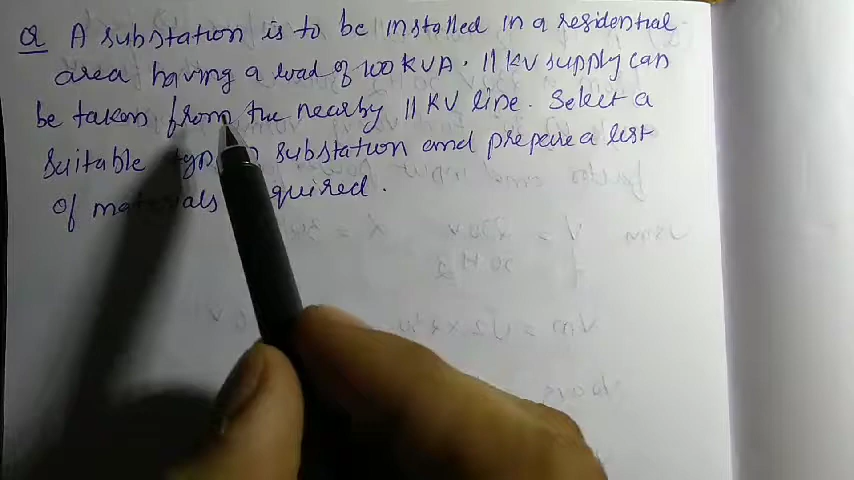 Q A substation is to be installed in a residential
area having a load of 100 KVA. 11 KV supply can
be taken from the nearby 11 KV line. Select a
suitable substation and prepare a list
of materials required.